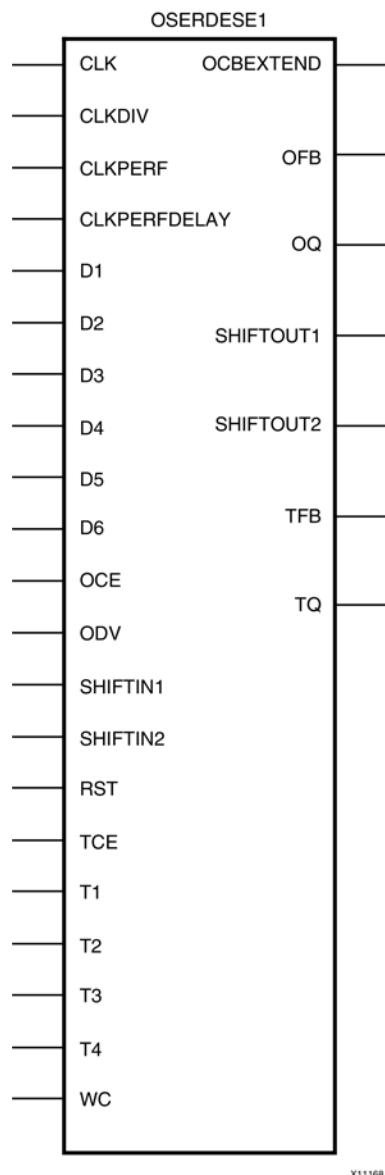 OSERDESE1
CLK
OCBEXTEND
CLKDIV
OFB
CLKPERF
CLKPERFDELAY
OQ
D1
D2
SHIFTOUT1
D3
D4
SHIFTOUT2
D5
TFB
D6
OCE
TQ
ODV
SHIFTIN1
SHIFTIN2
RST
TCE
T1
T2
T3
T4
WC
X11168